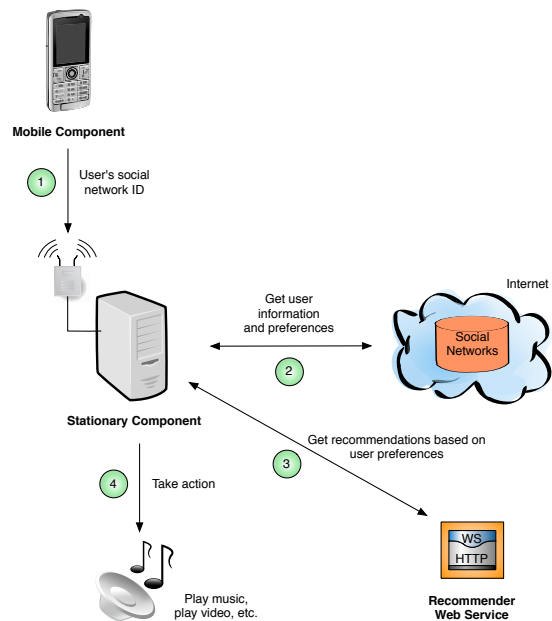 Mobile Component
1
User's social
network ID
Internet
Get user
information
and preferences
Social
Networks
2
Stationary Component
Get recommendations based on
user preferences
3
4
Take action
WS
HTTP
Play music,
play video, etc.
Recommender
Web Service